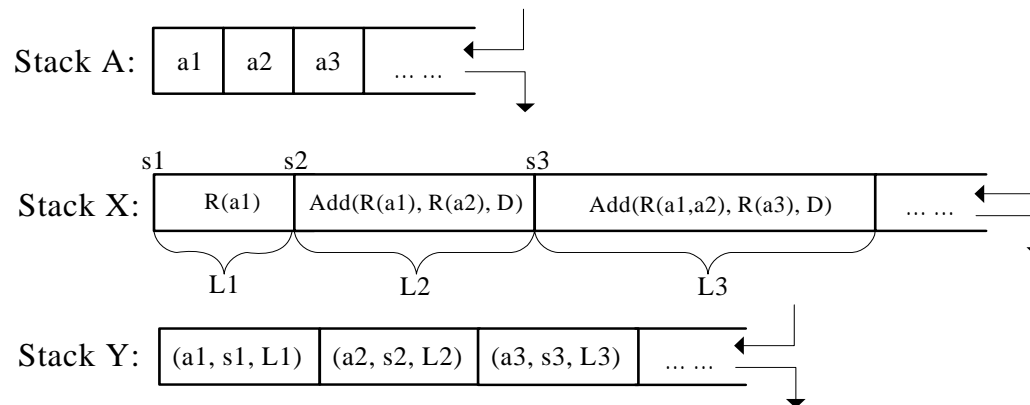 Stack A: a1 a2 a3 ... ...
s1 s2 s3
Stack X: R(a1) Add(R(a1), R(a2), D) Add(R(a1,a2), R(a3), D) ... ...
L1 L2 L3
Stack Y: (a1, s1, L1) (a2, s2, L2) (a3, s3, L3) ... ...